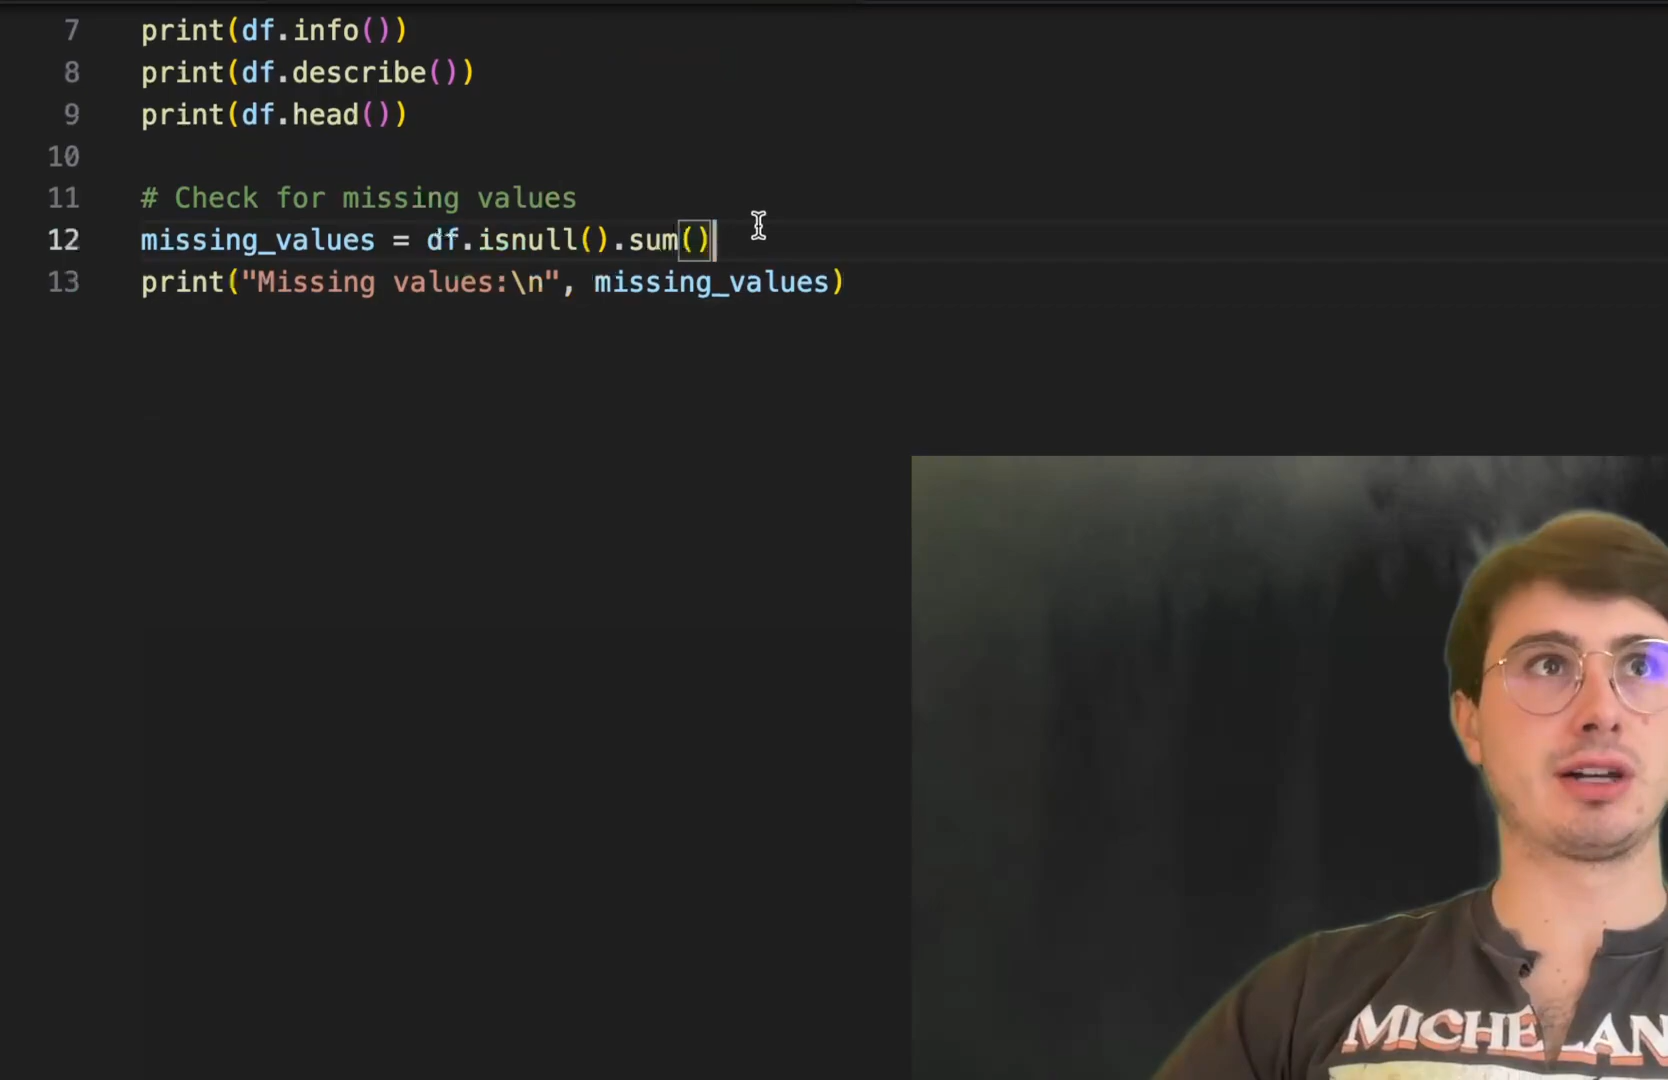 7 print(df.info())
8 print(df.describe())
9 print(df.head())
10
11 # Check for missing values
12 missing_values = df.isnull().sum()
13 print("Missing values:\n", missing_values)
MICHELAN